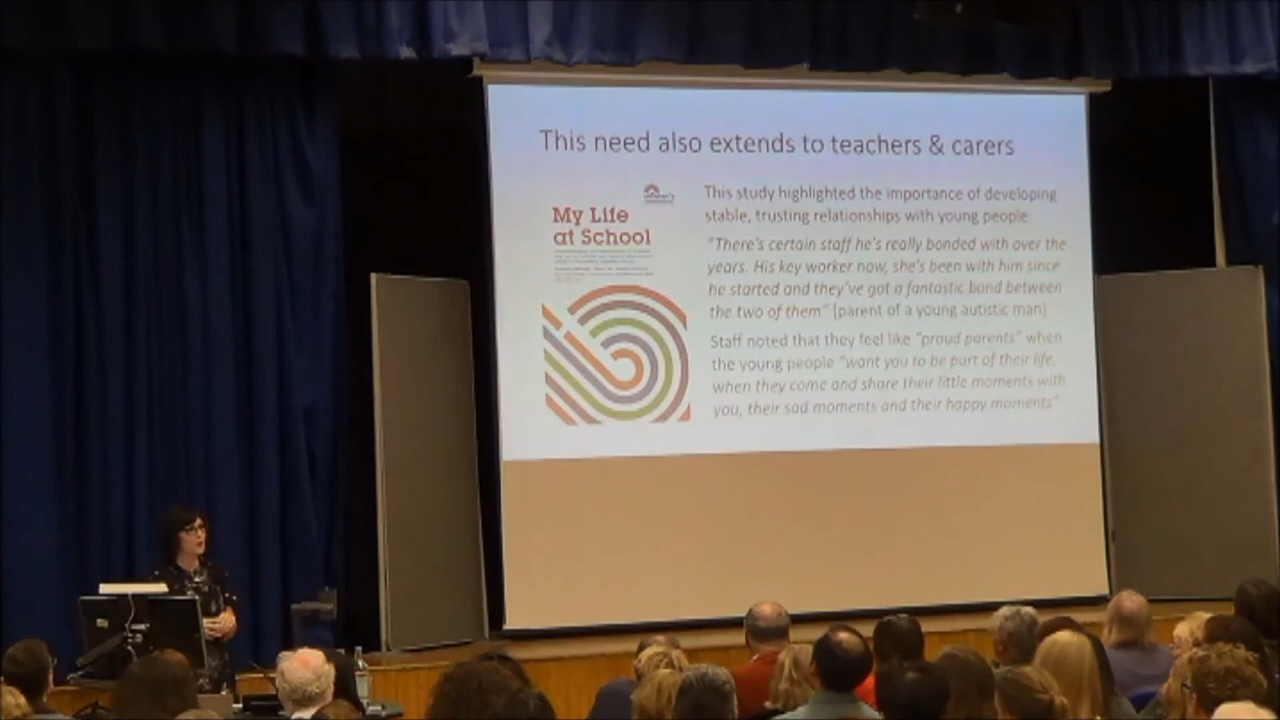 This need also extends to teachers & carers
My Life
at School
This study highlighted the importance of developing
stable, trusting relationships with young people:
"There's certain staff he's really bonded with over the
years. His key worker now, she's been with him since
he started and they've got a fantastic bond between
the two of them" [parent of a young autistic man]
Staff noted that they feel like "proud parents" when
the young people "want you to be part of their life,
when they come and share their little moments with
you, their sad moments and their happy moments"